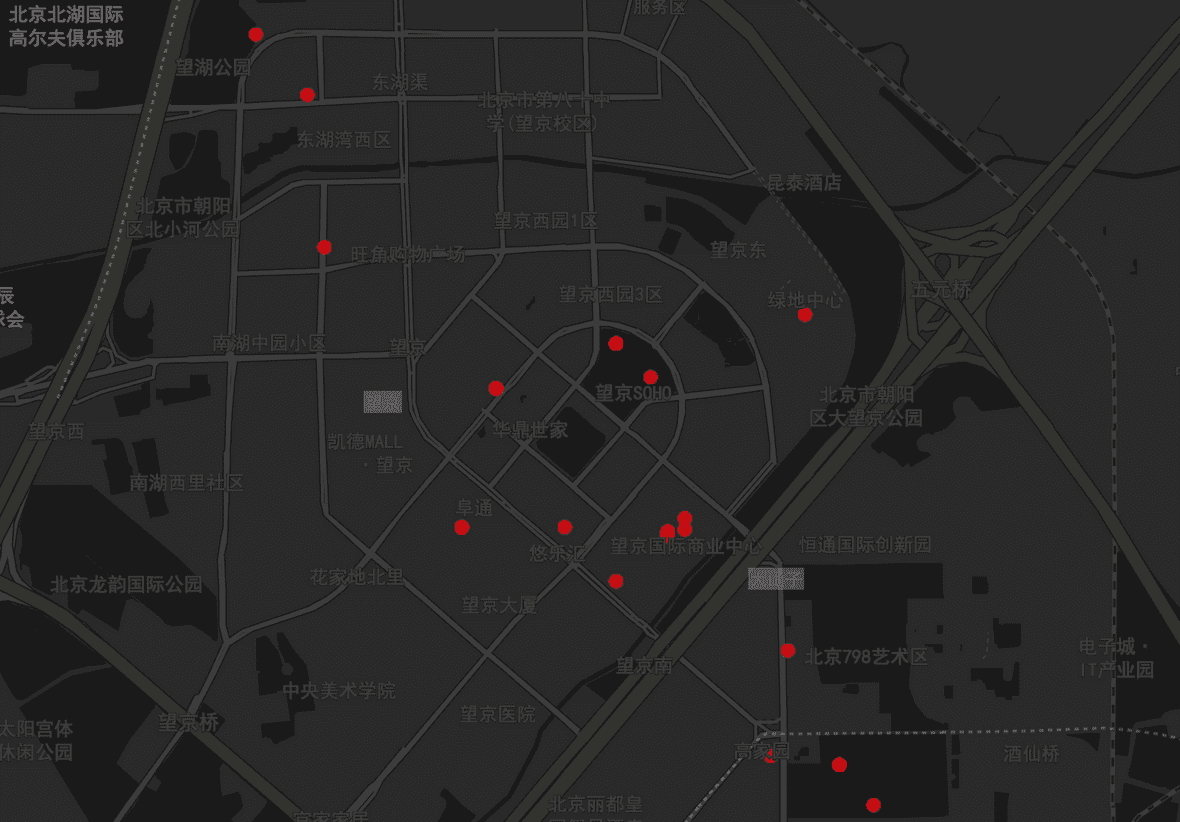 北京北湖国际
高尔夫俱乐部
服务区
望湖公园
东湖渠
北京市第八十中
学(望京校区)
东湖湾西区
昆泰酒店
北京市朝阳
区北小河公园
望京西园1区
旺角购物广场
望京东
辰
球会
望京西园3区
绿地中心
五元桥
南湖中园小区
望京
望京SOHO
北京市朝阳
区大望京公园
望京西
华鼎世家
凯德MALL
·望京
南湖西里社区
阜通
悠乐汇
望京国际商业中心
恒通国际创新园
北京龙韵国际公园
花家地北里
望京大厦
望京南
北京798艺术区
电子城·
IT产业园
中央美术学院
望京医院
望京桥
太阳宫体
休闲公园
高家园
酒仙桥
北京丽都皇